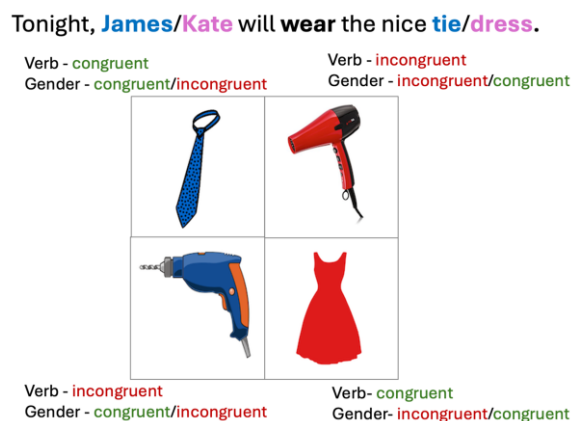 Tonight, James/Kate will wear the nice tie/dress.
Verb - congruent
Gender - congruent/incongruent
Verb - incongruent
Gender - incongruent/congruent
Verb - incongruent
Gender - congruent/incongruent
Verb- congruent
Gender- incongruent/congruent